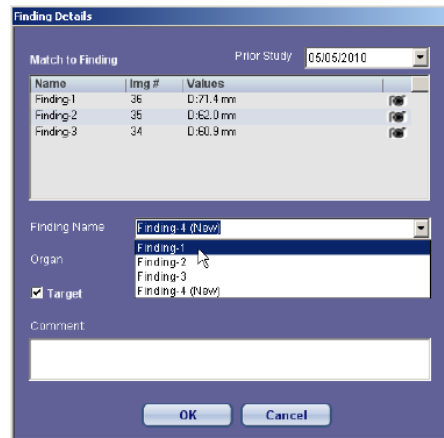 Finding Details
Match to Finding Prior Study 05/05/2010
Name Img # Values
Finding-1 36 D:71.4 mm
Finding-2 35 D:62.0 mm
Finding-3 34 D:60.9 mm
Finding Name Finding-4 (New)
Finding-1
Organ Finding-2
Finding-3
Target Finding-4 (New)
Comment
OK Cancel